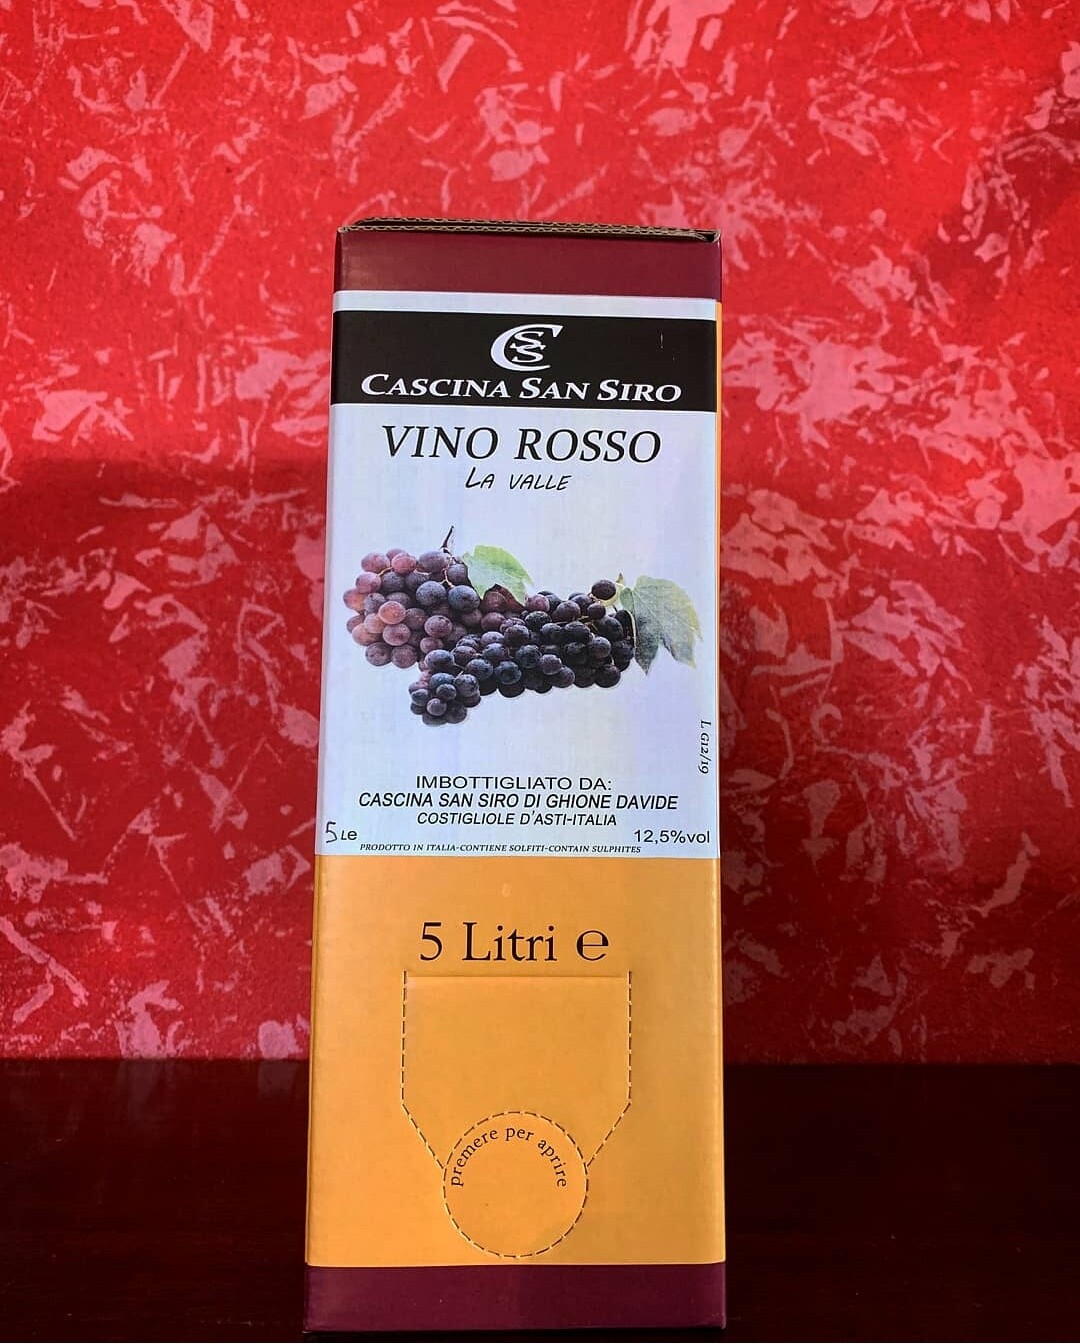 CSS
CASCINA SAN SIRO
VINO ROSSO
LA VALLE
L G12/19
IMBOTTIGLIATO DA:
CASCINA SAN SIRO DI GHIONE DAVIDE
COSTIGLIOLE D'ASTI-ITALIA
5 Le 12,5%vol
PRODOTTO IN ITALIA-CONTIENE SOLFITI-CONTAIN SULPHITES
5 Litri ℮
premere per aprire